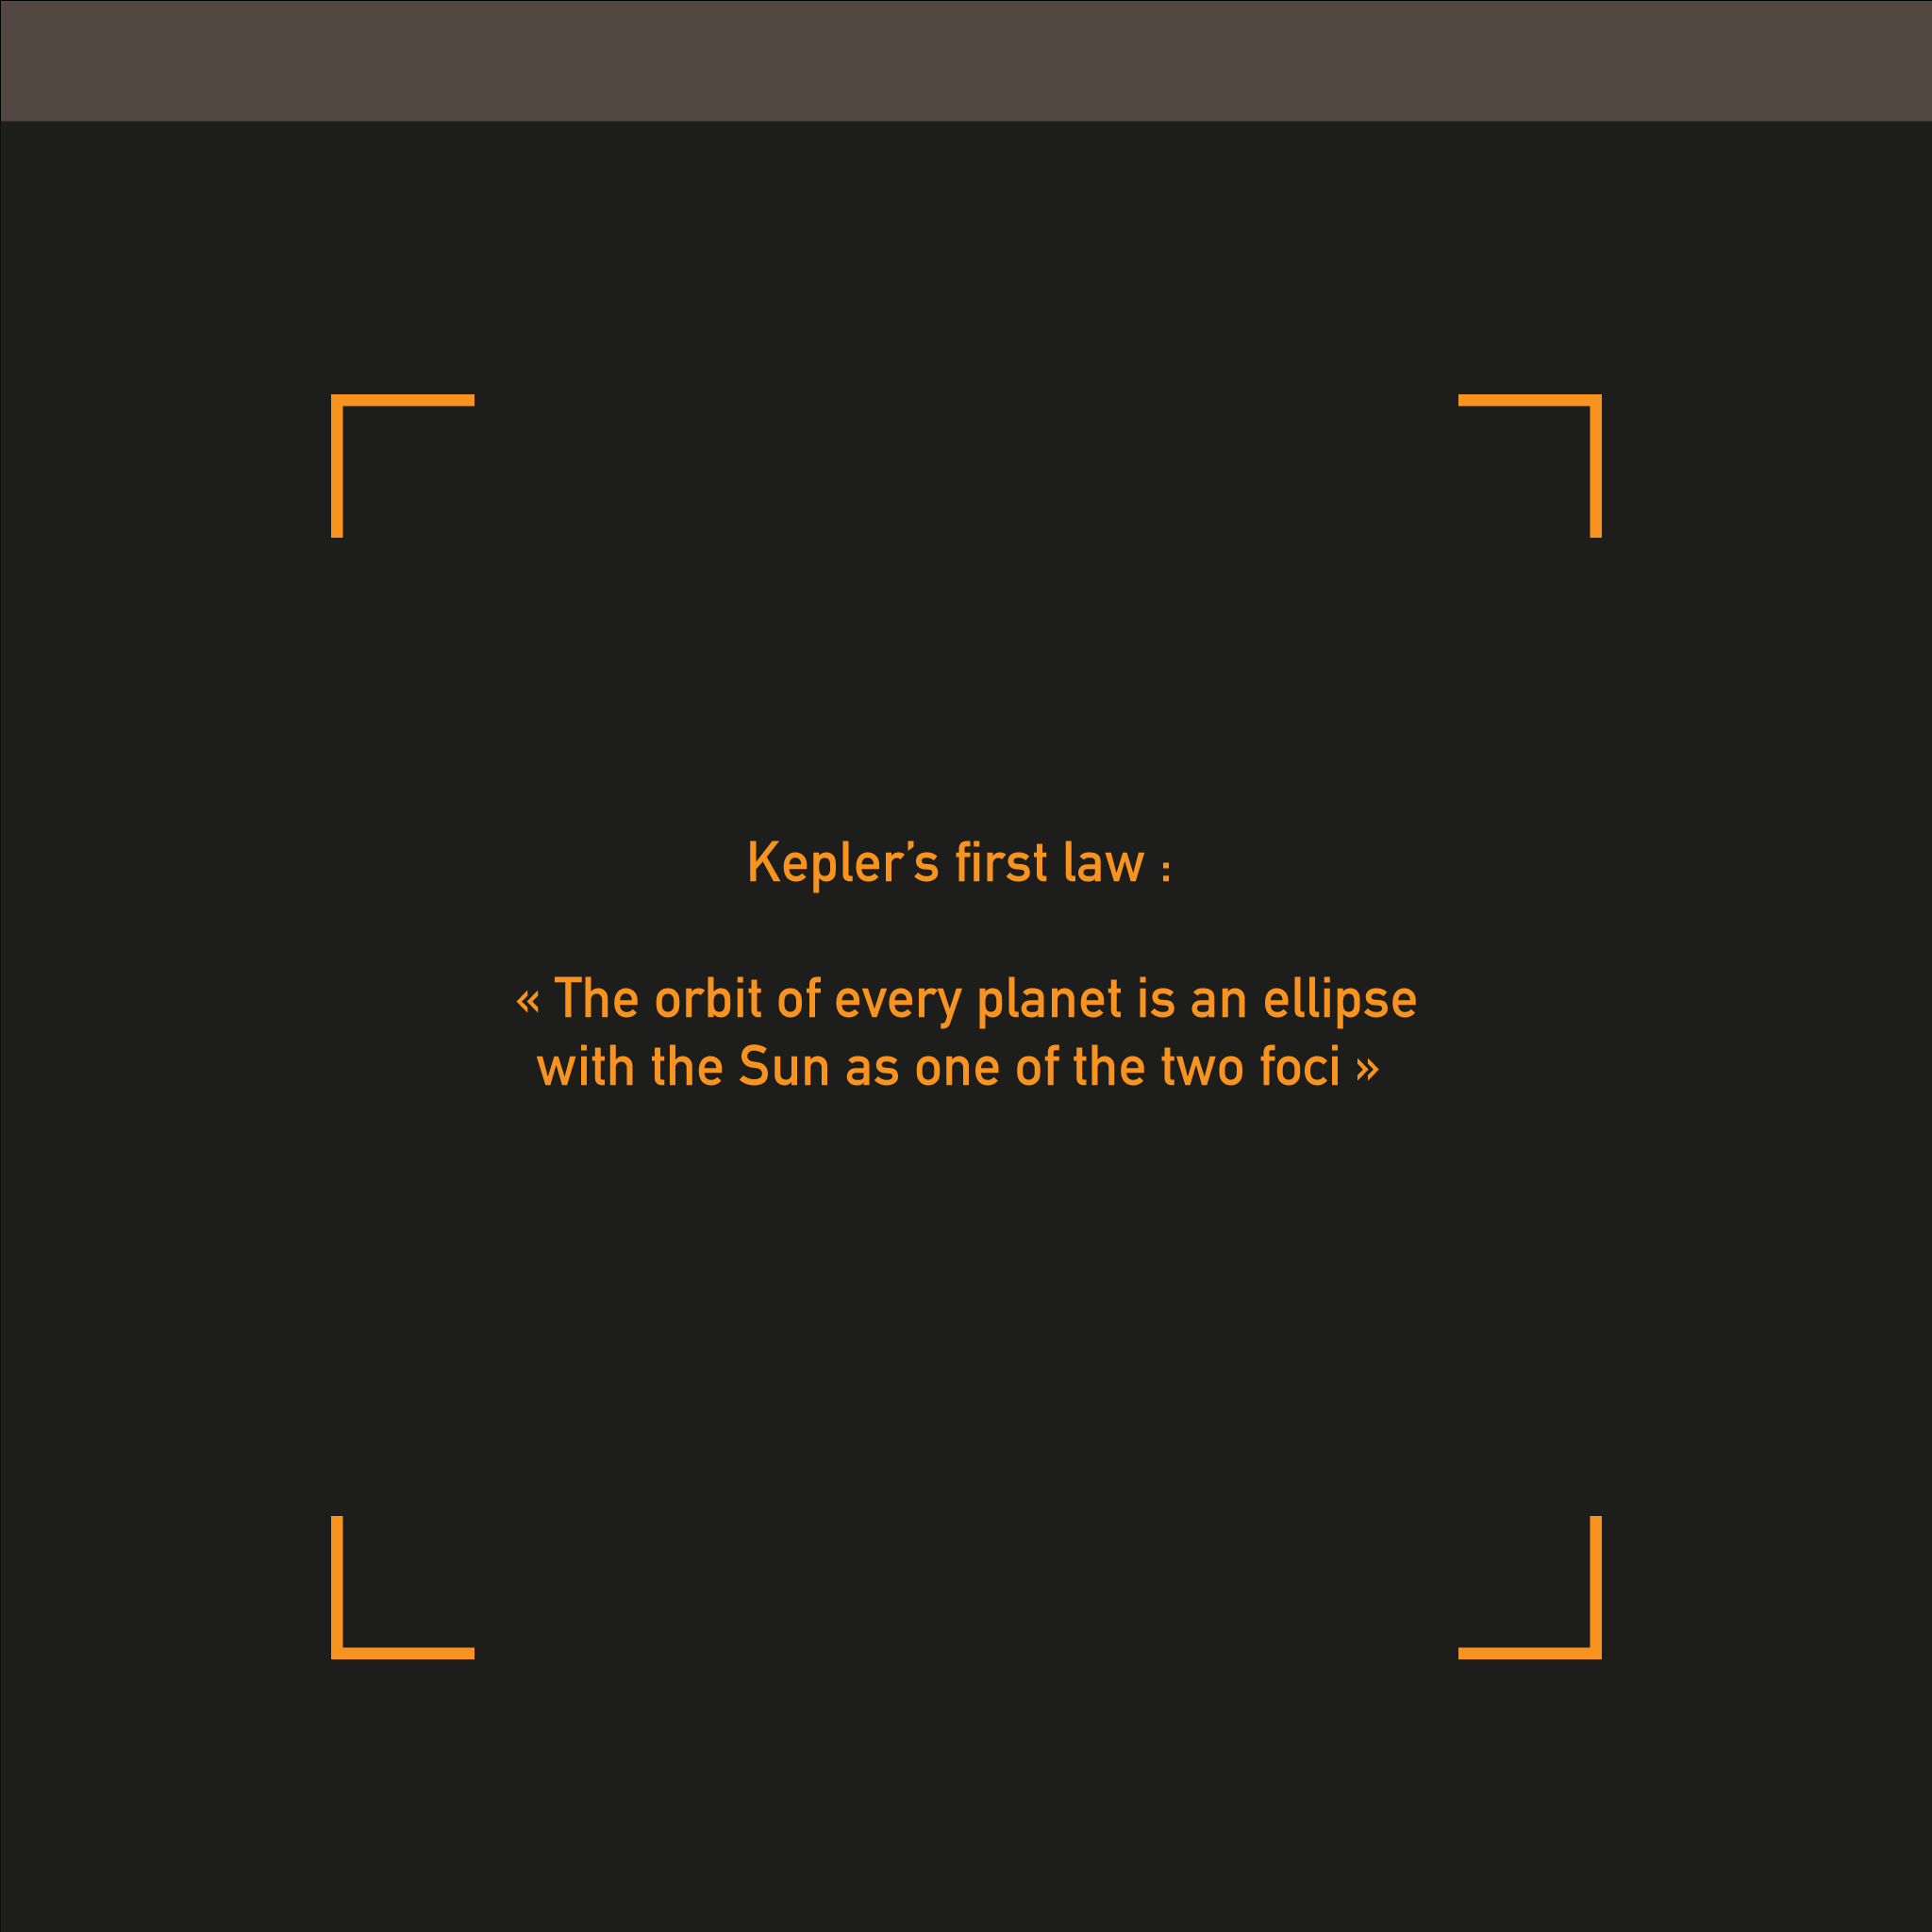 Kepler´s first law :
« The orbit of every planet is an ellipse
with the Sun as one of the two foci »